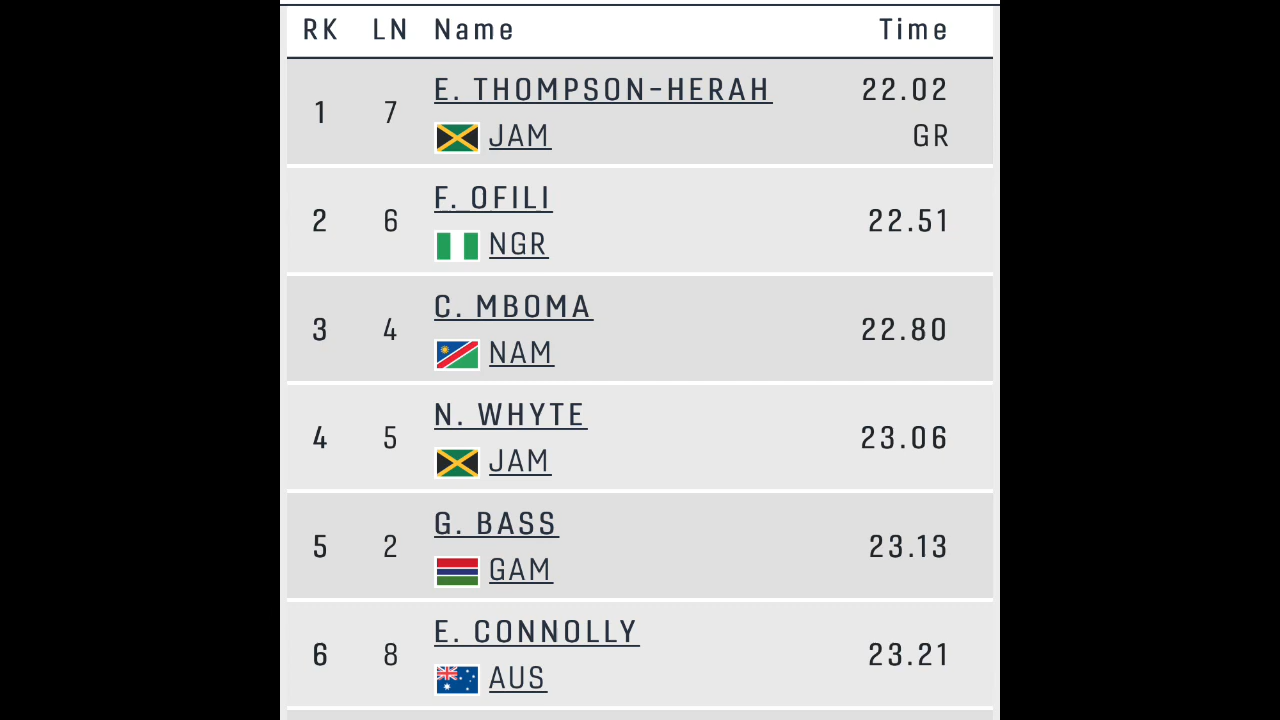 RK LN Name Time
1 7 E. THOMPSON-HERAH 22.02
JAM GR
2 6 F. OFILI 22.51
NGR
3 4 C. MBOMA 22.80
NAM
4 5 N. WHYTE 23.06
JAM
5 2 G. BASS 23.13
GAM
6 8 E. CONNOLLY 23.21
AUS